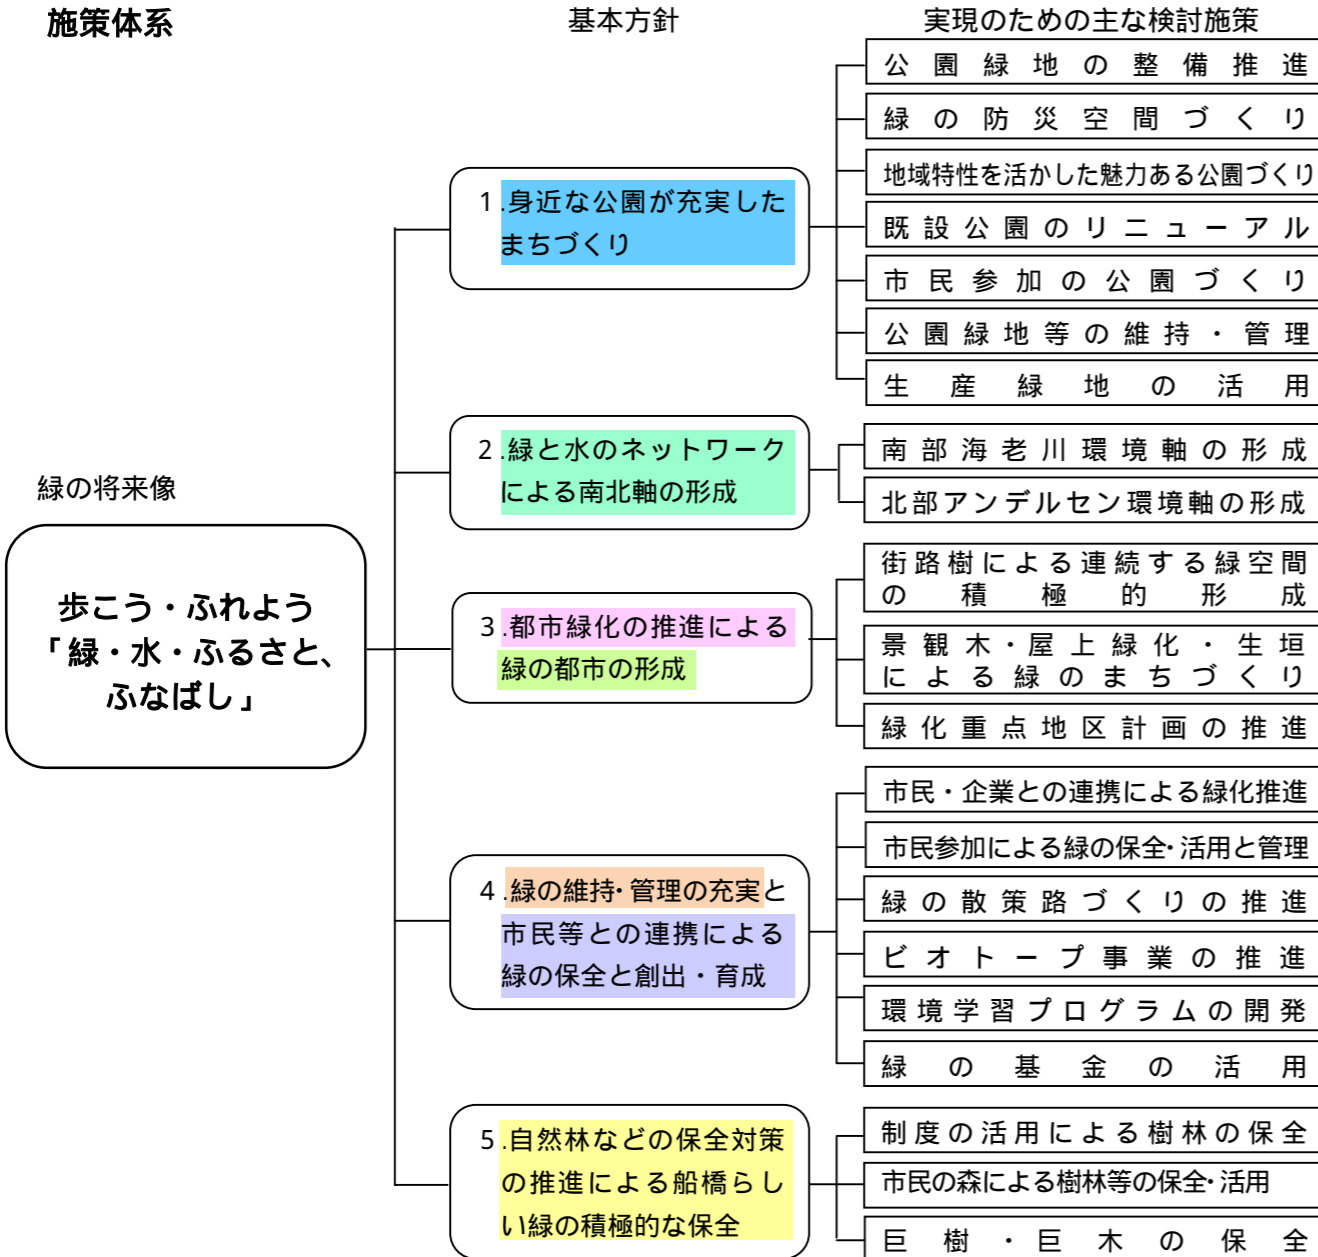 施策体系
基本方針
実現のための主な検討施策
緑の将来像
歩こう・ふれよう
「緑・水・ふるさと、
ふなばし」
1.身近な公園が充実した
まちづくり
公園緑地の整備推進
緑の防災空間づくり
地域特性を活かした魅力ある公園づくり
既設公園のリニューアル
市民参加の公園づくり
公園緑地等の維持・管理
生産緑地の活用
2.緑と水のネットワーク
による南北軸の形成
南部海老川環境軸の形成
北部アンデルセン環境軸の形成
3.都市緑化の推進による
緑の都市の形成
街路樹による連続する緑空間
の積極的形成
景観木・屋上緑化・生垣
による緑のまちづくり
緑化重点地区計画の推進
4.緑の維持・管理の充実と
市民等との連携による
緑の保全と創出・育成
市民・企業との連携による緑化推進
市民参加による緑の保全・活用と管理
緑の散策路づくりの推進
ビオトープ事業の推進
環境学習プログラムの開発
緑の基金の活用
5.自然林などの保全対策
の推進による船橋らし
い緑の積極的な保全
制度の活用による樹林の保全
市民の森による樹林等の保全・活用
巨樹・巨木の保全